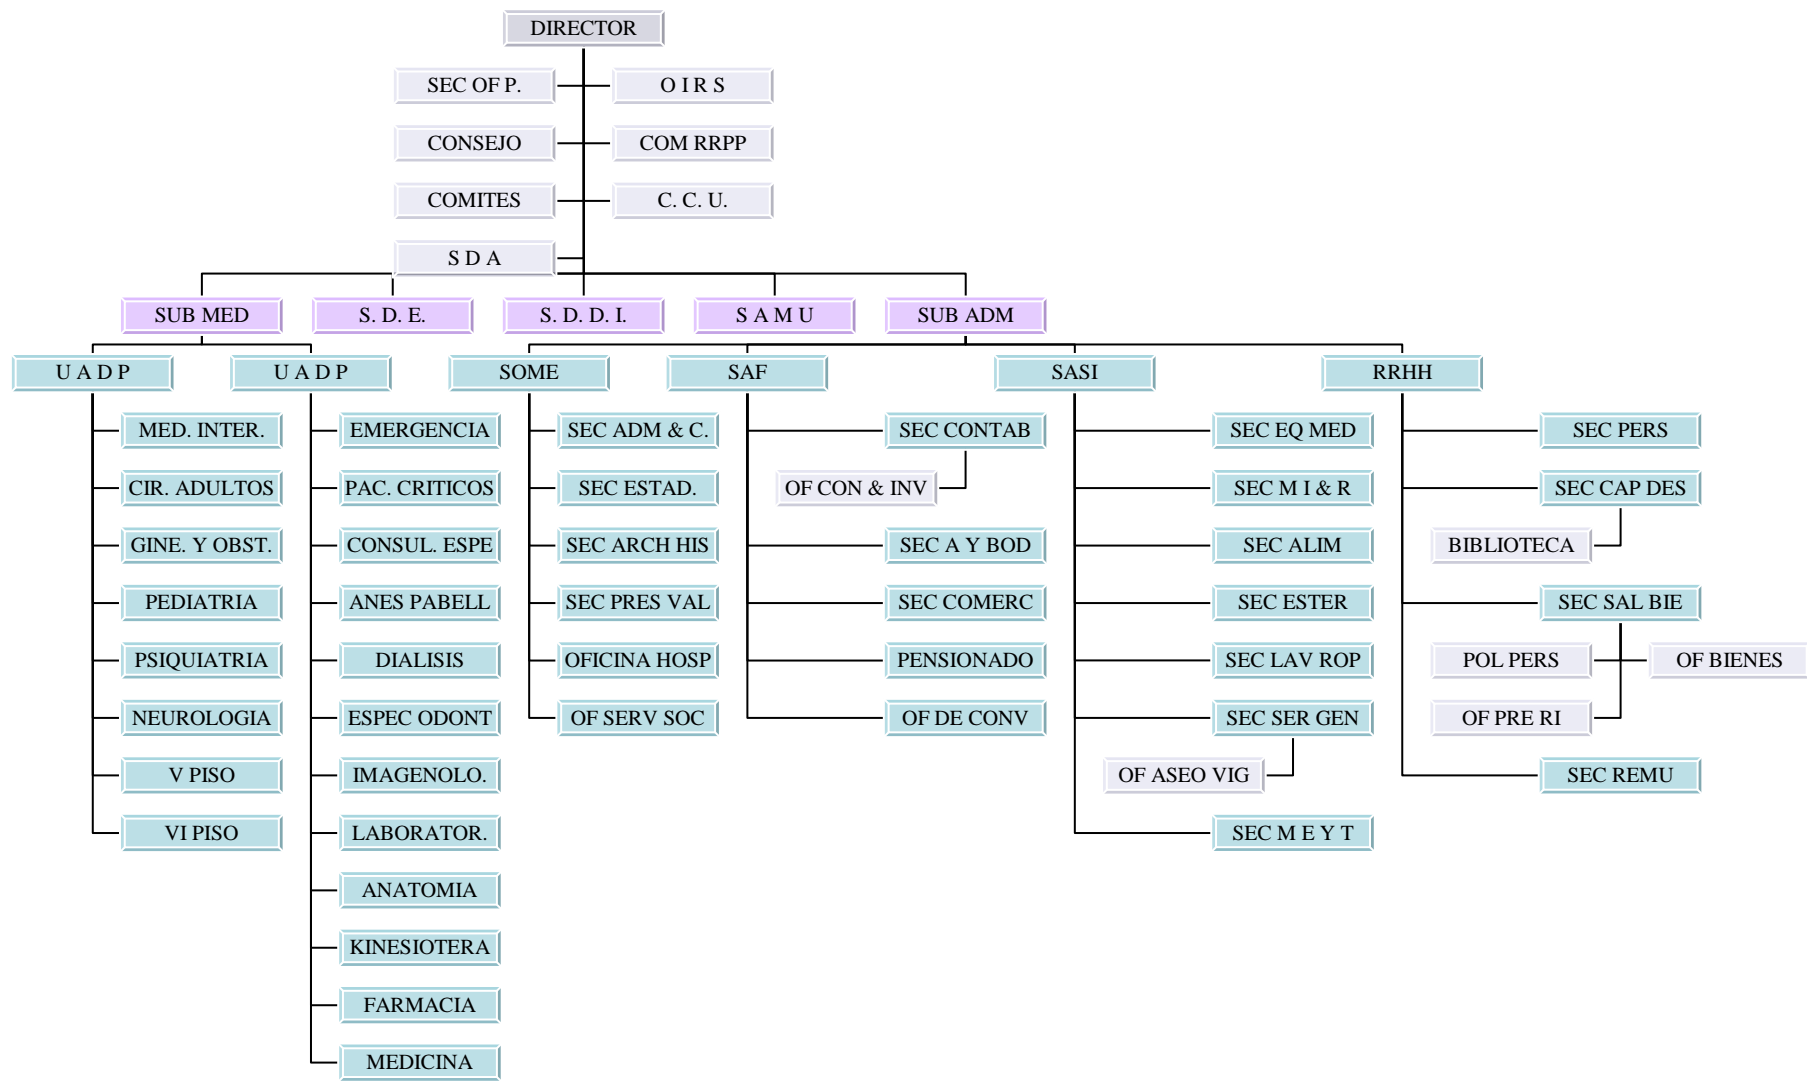 DIRECTOR
SEC OF P.
O I R S
CONSEJO
COM RRPP
COMITES
C. C. U.
S D A
SUB MED
S. D. E.
S. D. D. I.
S A M U
SUB ADM
U A D P
U A D P
SOME
SAF
SASI
RRHH
MED. INTER.
EMERGENCIA
SEC ADM & C.
SEC CONTAB
SEC EQ MED
SEC PERS
CIR. ADULTOS
PAC. CRITICOS
SEC ESTAD.
OF CON & INV
SEC M I & R
SEC CAP DES
GINE. Y OBST.
CONSUL. ESPE
SEC ARCH HIS
SEC A Y BOD
SEC ALIM
BIBLIOTECA
PEDIATRIA
ANES PABELL
SEC PRES VAL
SEC COMERC
SEC ESTER
SEC SAL BIE
PSIQUIATRIA
DIALISIS
OFICINA HOSP
PENSIONADO
SEC LAV ROP
POL PERS
OF BIENES
NEUROLOGIA
ESPEC ODONT
OF SERV SOC
OF DE CONV
SEC SER GEN
OF PRE RI
V PISO
IMAGENOLO.
OF ASEO VIG
SEC REMU
VI PISO
LABORATOR.
SEC M E Y T
ANATOMIA
KINESIOTERA
FARMACIA
MEDICINA